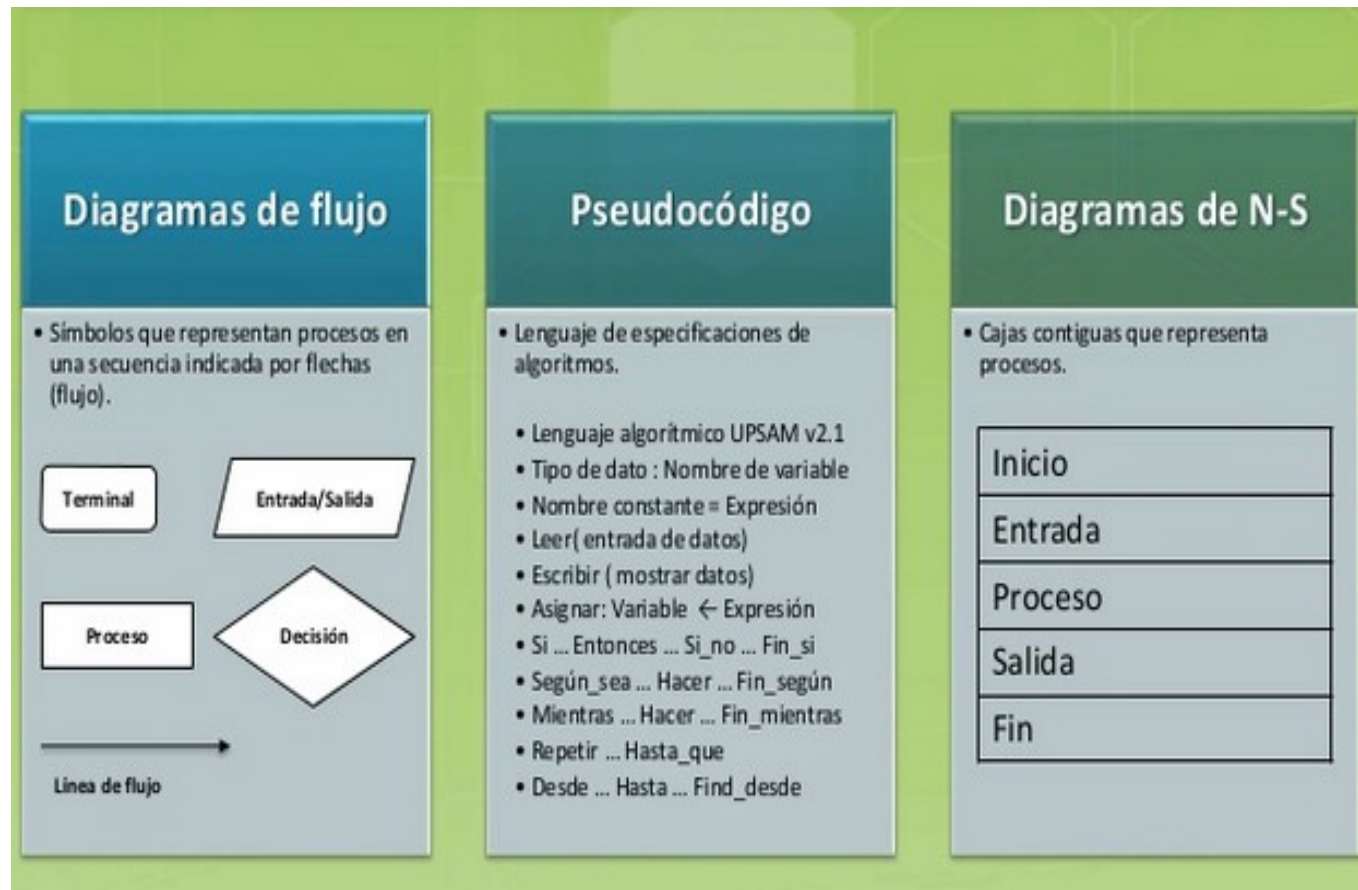 Diagramas de flujo
• Símbolos que representan procesos en
una secuencia indicada por flechas
(flujo).
Terminal
Entrada/Salida
Proceso
Decisión
Línea de flujo
Pseudocódigo
• Lenguaje de especificaciones de
algoritmos.
• Lenguaje algorítmico UPSAM v2.1
• Tipo de dato : Nombre de variable
• Nombre constante = Expresión
• Leer( entrada de datos)
• Escribir ( mostrar datos)
• Asignar: Variable ← Expresión
• Si ... Entonces ... Si_no ... Fin_si
• Según_sea ... Hacer ... Fin_según
• Mientras ... Hacer ... Fin_mientras
• Repetir ... Hasta_que
• Desde ... Hasta ... Find_desde
Diagramas de N-S
• Cajas contiguas que representa
procesos.
Inicio
Entrada
Proceso
Salida
Fin